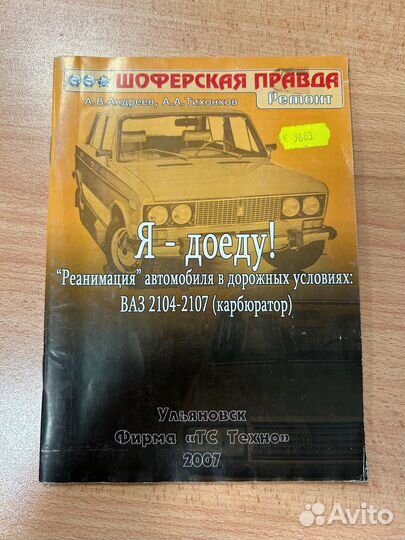 ШОФЕРСКАЯ ПРАВДА
А.В.Андреев, А.А.Тихонков
Ремонт
К 9683
Я - доеду!
"Реанимация" автомобиля в дорожных условиях:
ВАЗ 2104-2107 (карбюратор)
Ульяновск
Фирма «ТС Техно»
2007
Avito